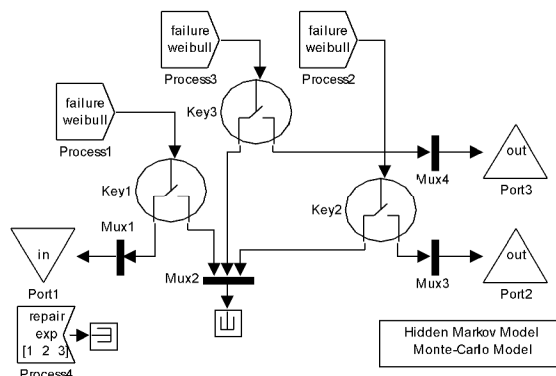 failure
weibull
Process3
failure
weibull
Process2
failure
weibull
Process1
Key3
Key1
Mux4
out
Port3
Key2
Mux1
in
Port1
Mux2
Mux3
out
Port2
repair
exp
[1 2 3]
Process4
Hidden Markov Model
Monte-Carlo Model